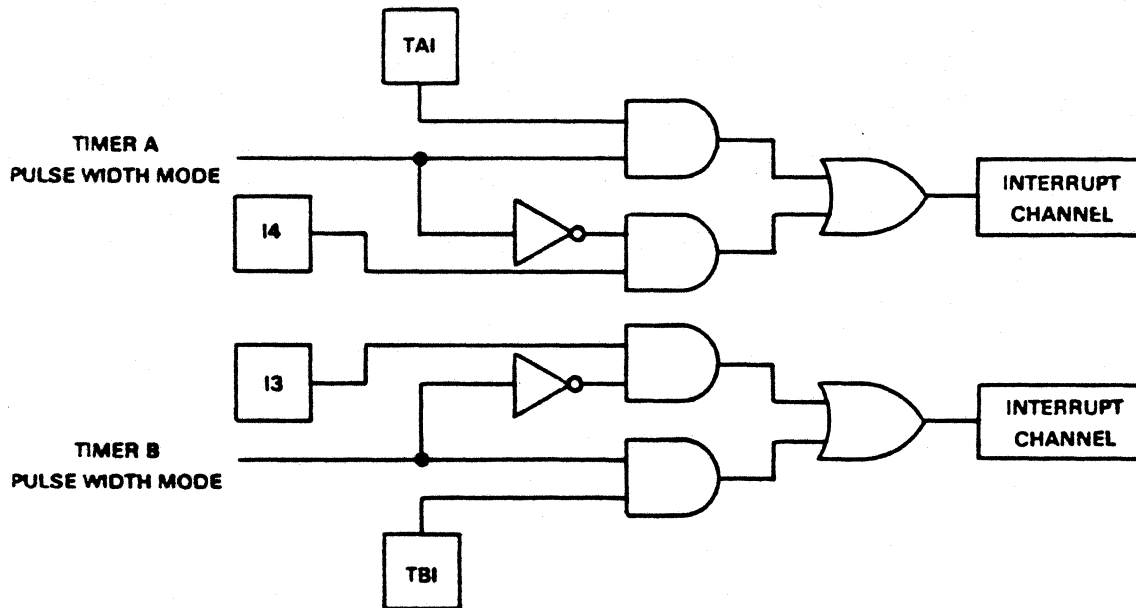 TAI
TIMER A
PULSE WIDTH MODE
I4
INTERRUPT
CHANNEL
I3
TIMER B
PULSE WIDTH MODE
INTERRUPT
CHANNEL
TBI